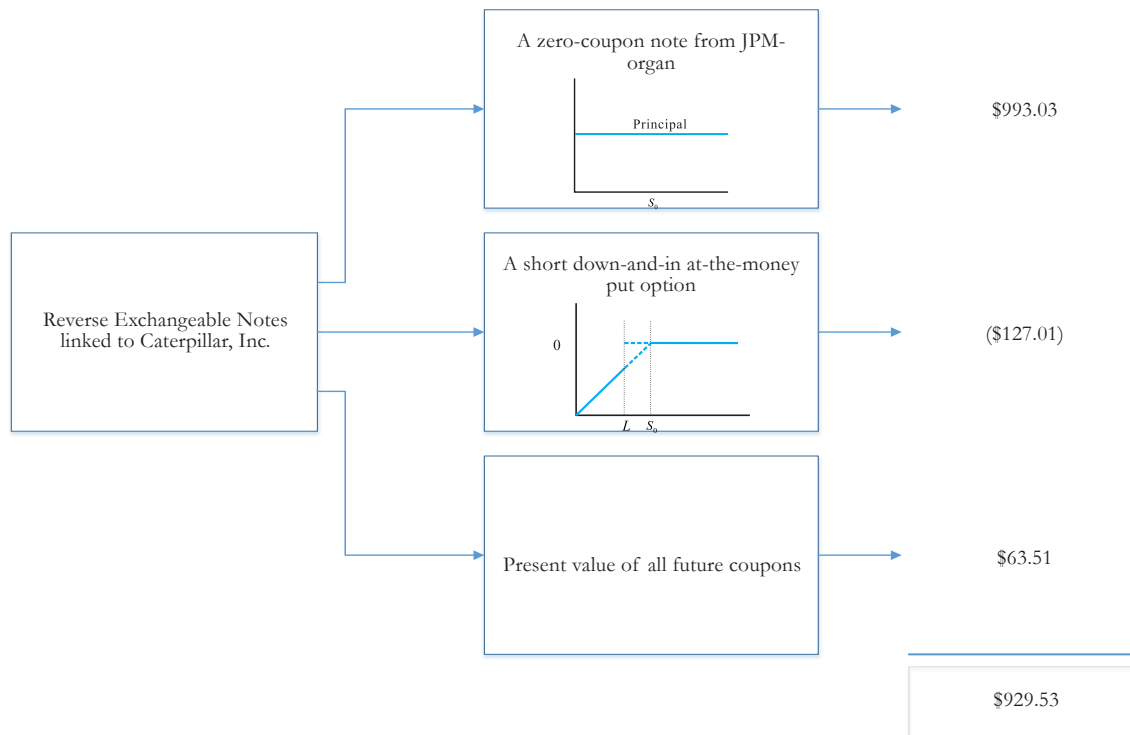 A zero-coupon note from JPM-
organ
Principal
S₀
$993.03
Reverse Exchangeable Notes
linked to Caterpillar, Inc.
A short down-and-in at-the-money
put option
0
L
S₀
($127.01)
Present value of all future coupons
$63.51
$929.53